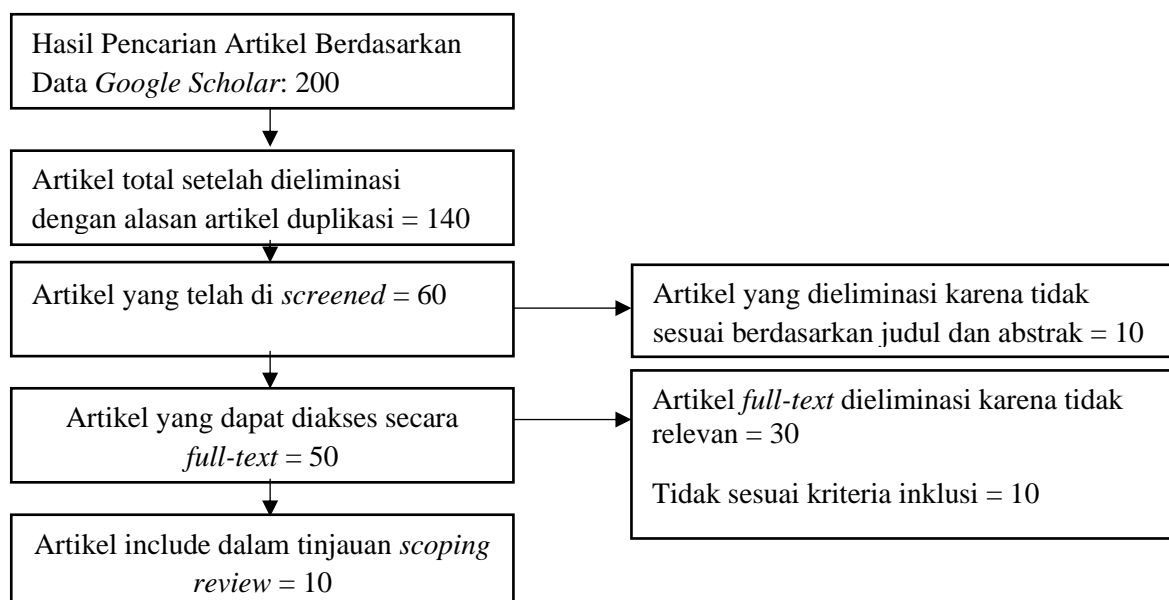 Hasil Pencarian Artikel Berdasarkan
Data Google Scholar: 200
Artikel total setelah dieliminasi
dengan alasan artikel duplikasi = 140
Artikel yang telah di screened = 60
Artikel yang dieliminasi karena tidak
sesuai berdasarkan judul dan abstrak = 10
Artikel yang dapat diakses secara
full-text = 50
Artikel full-text dieliminasi karena tidak
relevan = 30
Tidak sesuai kriteria inklusi = 10
Artikel include dalam tinjauan scoping
review = 10